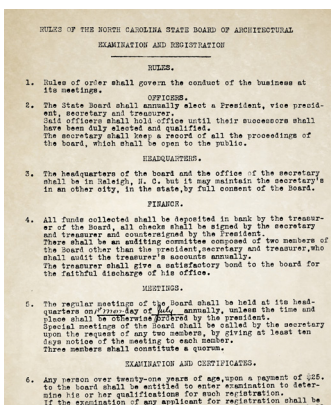 RULES OF THE NORTH CAROLINA STATE BOARD OF ARCHITECTURAL
EXAMINATION AND REGISTRATION
RULES.
1. Rules of order shall govern the conduct of the business at
its meetings.
OFFICERS.
2. The State Board shall annually elect a President, vice presid-
ent, secretary and treasurer.
Said officers shall hold office until their successors shall
have been duly elected and qualified.
The secretary shall keep a record of all the proceedings of
the board, which shall be open to the public.
HEADQUARTERS.
3. The headquarters of the board and the office of the secretary
shall be in Raleigh, N. C. but it may maintain the secretary's
in an other city, in the state,by full consent of the Board.
FINANCE.
4. All funds collected shall be deposited in bank by the treasur-
er of the Board, all checks shall be signed by the secretary
and treasurer and countersigned by the President.
There shall be an auditing committee composed of two members of
the Board other than the president,secretary and treasurer,who
shall audit the treasurer's accounts annually.
The treasurer shall give a satisfactory bond to the board for
the faithful discharge of his office.
MEETINGS.
5. The regular meetings of the Board shall be held at its head-
quarters on 1st monday of july annually, unless the time and
place shall be otherwise ordered by the president.
Special meetings of the Board shall be called by the secretary
upon the request of any two members, by giving at least ten
days notice of the meeting to each member.
Three members shall constitute a quorum.
EXAMINATION AND CERTIFICATES.
6. Any person over twenty-one years of age,upon a payment of $25.
to the board shall be entitled to enter examination to deter-
mine his or her qualifications for such registration.
If the examination of any applicant for registration shall be